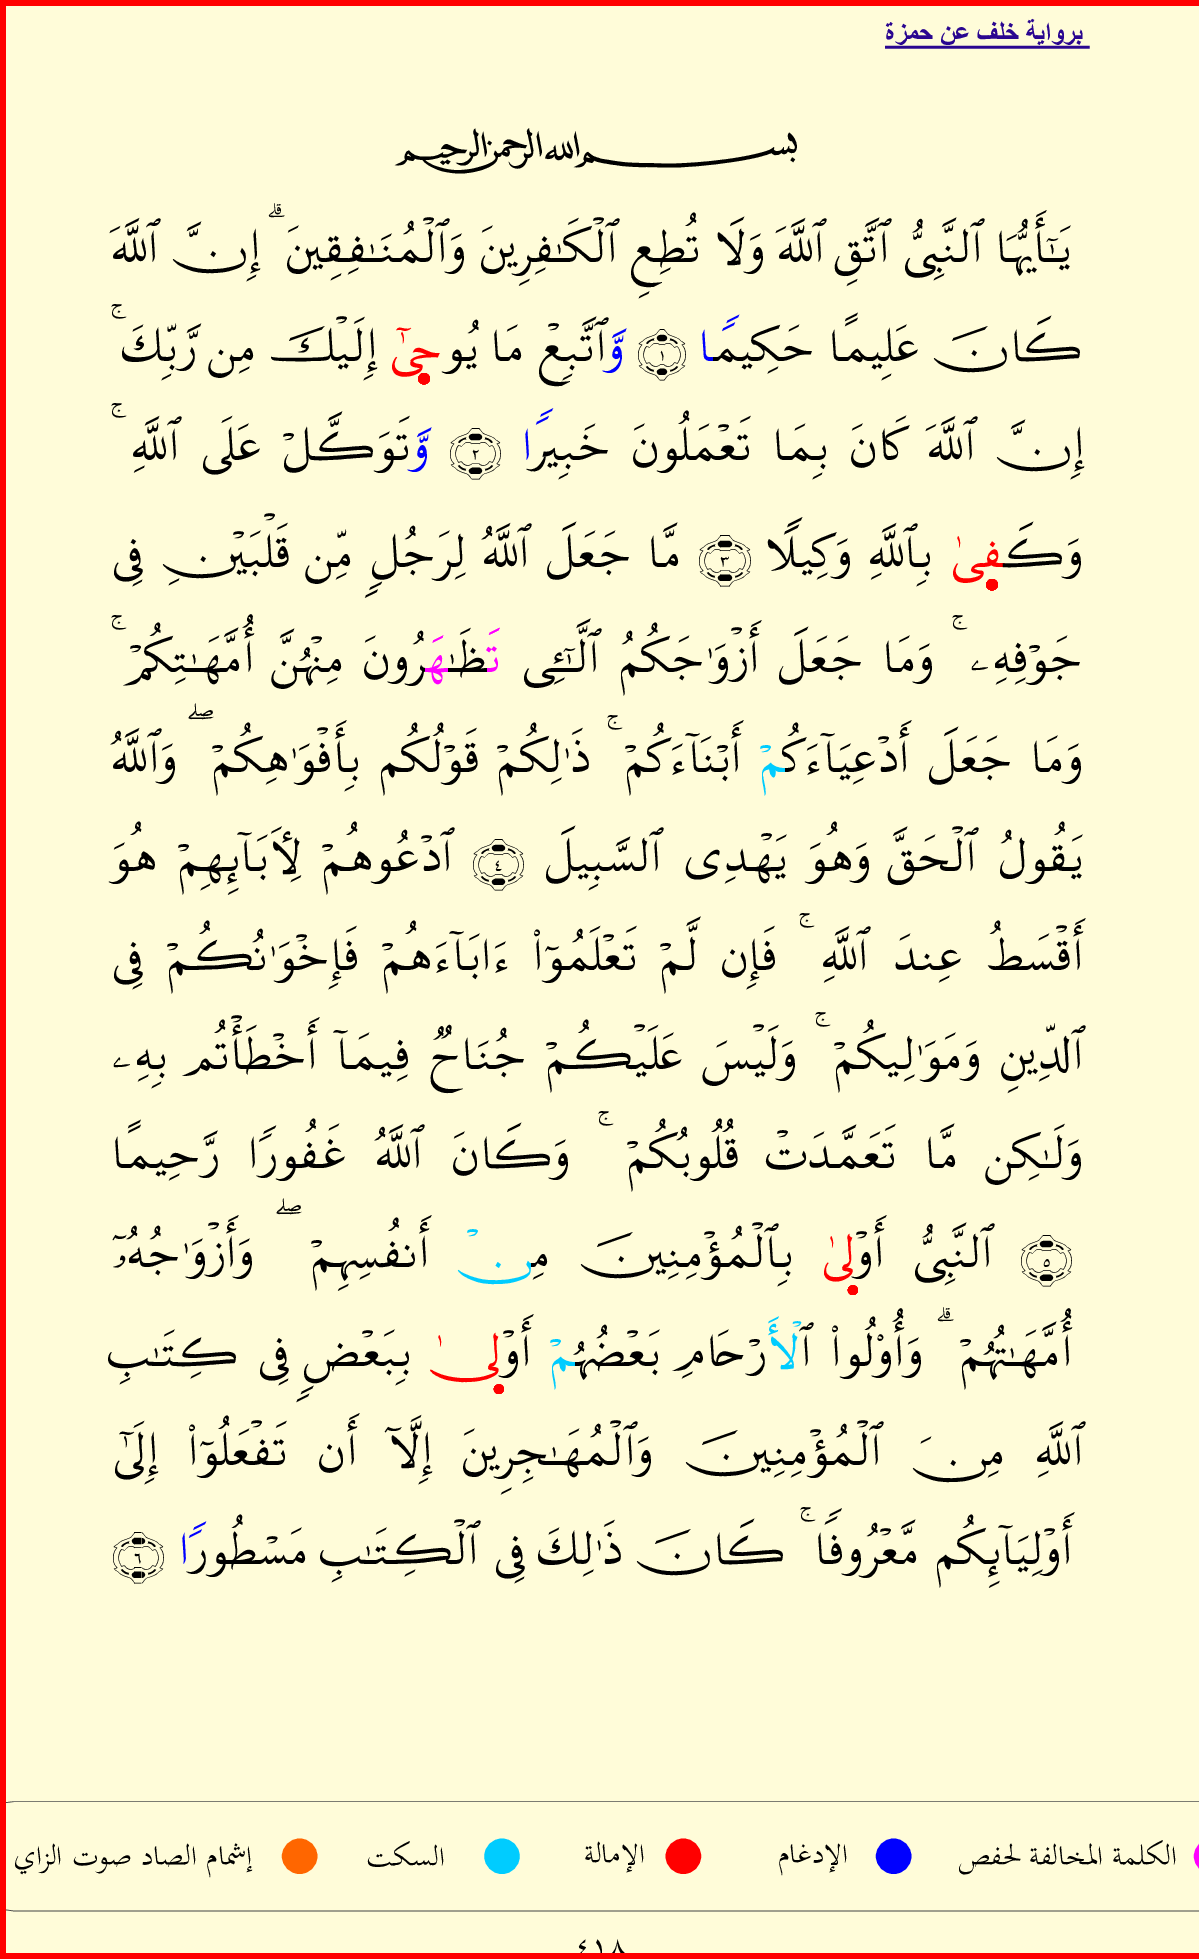 برواية خلف عن حمزة
بسم الله الرحمن الرحيم
يَـٰٓأَيُّهَا ٱلنَّبِىُّ ٱتَّقِ ٱللَّهَ وَلَا تُطِعِ ٱلْكَـٰفِرِينَ وَٱلْمُنَـٰفِقِينَ ۗ إِنَّ ٱللَّهَ
كَانَ عَلِيمًا حَكِيمًا ١ وَّٱتَّبِعْ مَا يُوحِىٰٓ إِلَيْكَ مِن رَّبِّكَ ۚ
إِنَّ ٱللَّهَ كَانَ بِمَا تَعْمَلُونَ خَبِيرًا ٢ وَّتَوَكَّلْ عَلَى ٱللَّهِ ۚ
وَكَفِىٰ بِٱللَّهِ وَكِيلًا ٣ مَّا جَعَلَ ٱللَّهُ لِرَجُلٍ مِّن قَلْبَيْنِ فِى
جَوْفِهِۦ ۚ وَمَا جَعَلَ أَزْوَٰجَكُمُ ٱلَّـٰٓـِٔى تَظَـٰهَرُونَ مِنْهُنَّ أُمَّهَـٰتِكُمْ ۚ
وَمَا جَعَلَ أَدْعِيَآءَكُمْ أَبْنَآءَكُمْ ۚ ذَٰلِكُمْ قَوْلُكُم بِأَفْوَٰهِكُمْ ۖ وَٱللَّهُ
يَقُولُ ٱلْحَقَّ وَهُوَ يَهْدِى ٱلسَّبِيلَ ٤ ٱدْعُوهُمْ لِأَبَآئِهِمْ هُوَ
أَقْسَطُ عِندَ ٱللَّهِ ۚ فَإِن لَّمْ تَعْلَمُوٓا۟ ءَابَآءَهُمْ فَإِخْوَٰنُكُمْ فِى
ٱلدِّينِ وَمَوَٰلِيكُمْ ۚ وَلَيْسَ عَلَيْكُمْ جُنَاحٌ فِيمَآ أَخْطَأْتُم بِهِۦ
وَلَـٰكِن مَّا تَعَمَّدَتْ قُلُوبُكُمْ ۚ وَكَانَ ٱللَّهُ غَفُورًا رَّحِيمًا
٥ ٱلنَّبِىُّ أَوْلِىٰ بِٱلْمُؤْمِنِينَ مِنْ أَنفُسِهِمْ ۖ وَأَزْوَٰجُهُۥٓ
أُمَّهَـٰتُهُمْ ۗ وَأُو۟لُوا۟ ٱلْأَرْحَامِ بَعْضُهُمْ أَوْلِىٰ بِبَعْضٍ فِى كِتَـٰبِ
ٱللَّهِ مِنَ ٱلْمُؤْمِنِينَ وَٱلْمُهَـٰجِرِينَ إِلَّآ أَن تَفْعَلُوٓا۟ إِلَىٰٓ
أَوْلِيَآئِكُم مَّعْرُوفًا ۚ كَانَ ذَٰلِكَ فِى ٱلْكِتَـٰبِ مَسْطُورًا ٦
الكلمة المخالفة لحفص الإدغام الإمالة السكت إشمام الصاد صوت الزاي
٤١٨